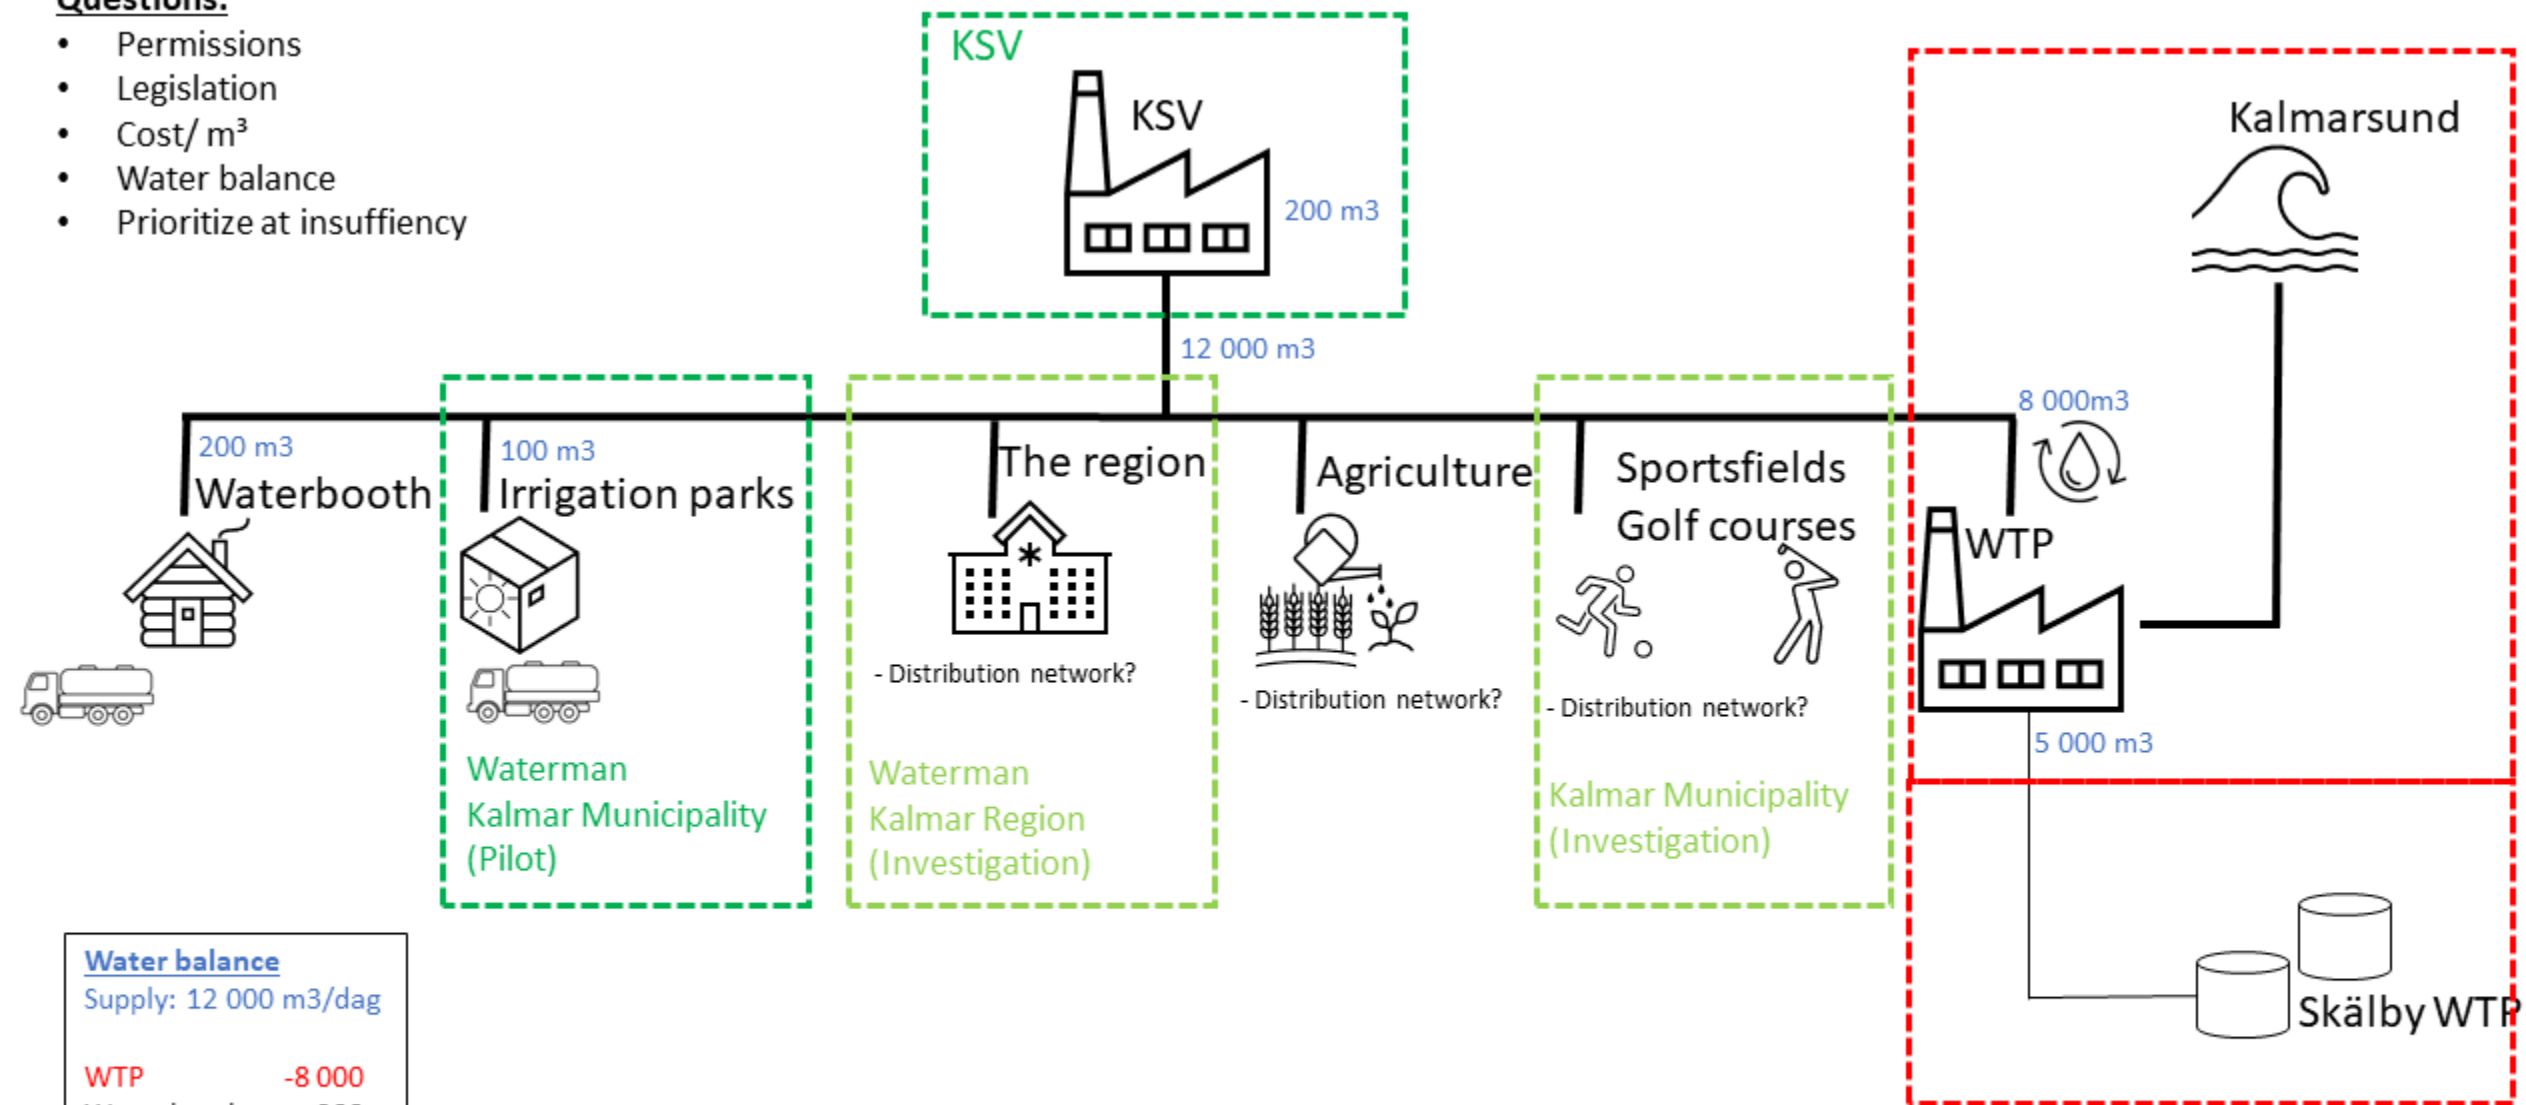 Questions:
• Permissions
• Legislation
• Cost/ m³
• Water balance
• Prioritize at insuffiency
KSV
KSV
200 m3
12 000 m3
Kalmarsund
8 000m3
200 m3
Waterbooth
100 m3
Irrigation parks
The region
Agriculture
Sportsfields
Golf courses
WTP
- Distribution network?
- Distribution network?
- Distribution network?
5 000 m3
Waterman
Kalmar Municipality
(Pilot)
Waterman
Kalmar Region
(Investigation)
Kalmar Municipality
(Investigation)
Skälby WTP
Water balance
Supply: 12 000 m3/dag
WTP -8 000